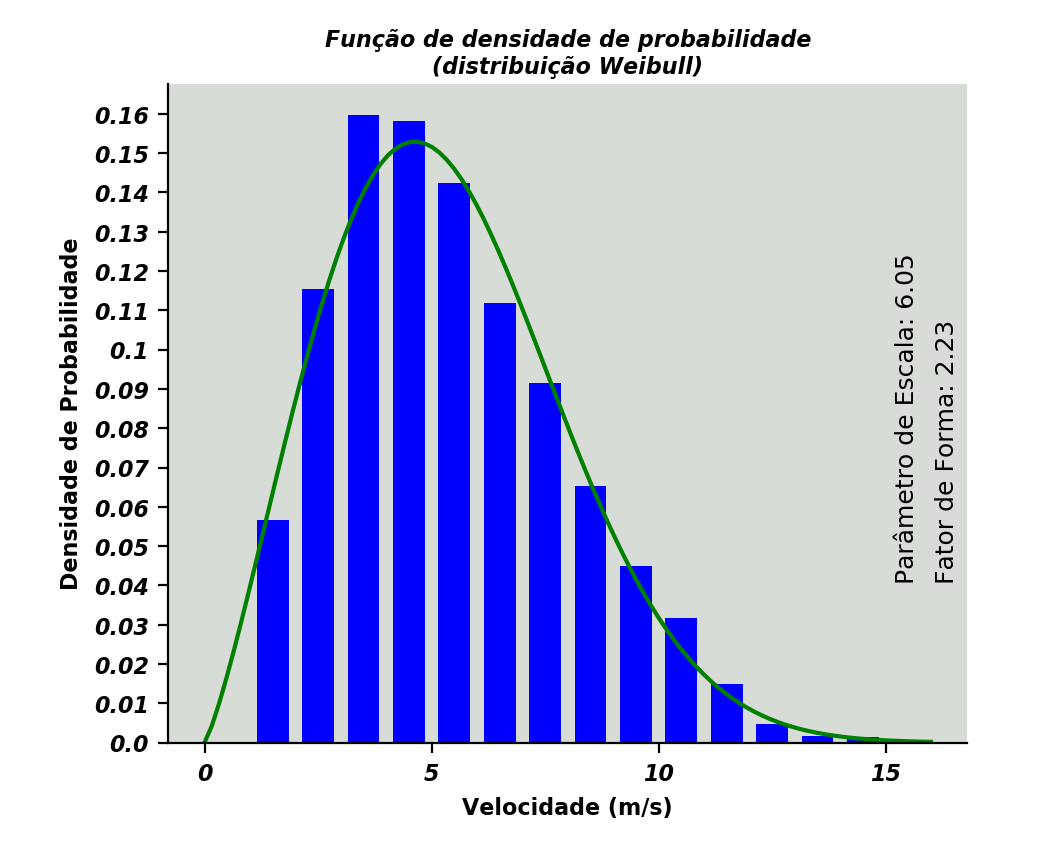 Função de densidade de probabilidade
(distribuição Weibull)
0.16
0.15
0.14
0.13
0.12
0.11
0.1
0.09
0.08
0.07
0.06
0.05
0.04
0.03
0.02
0.01
0.0
Densidade de Probabilidade
0 5 10 15
Velocidade (m/s)
Parâmetro de Escala: 6.05
Fator de Forma: 2.23